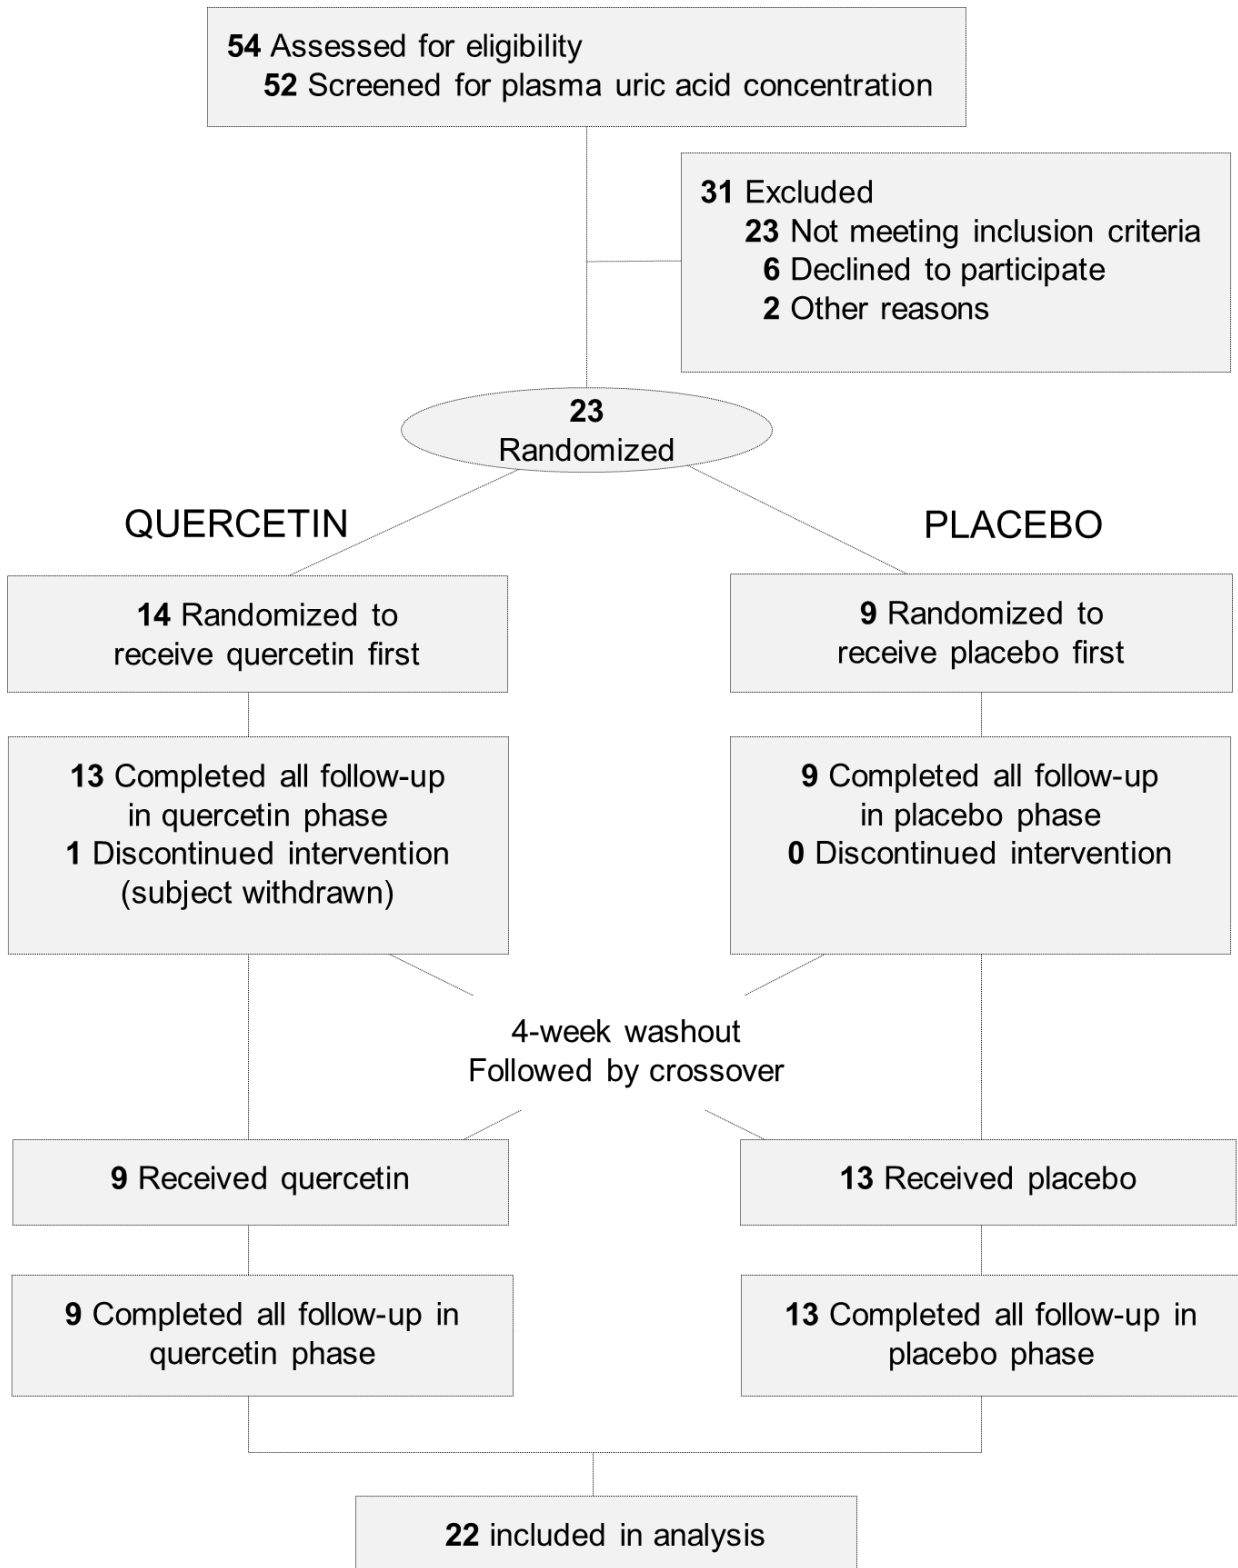 54 Assessed for eligibility
52 Screened for plasma uric acid concentration
31 Excluded
23 Not meeting inclusion criteria
6 Declined to participate
2 Other reasons
23
Randomized
QUERCETIN
PLACEBO
14 Randomized to
receive quercetin first
9 Randomized to
receive placebo first
13 Completed all follow-up
in quercetin phase
1 Discontinued intervention
(subject withdrawn)
9 Completed all follow-up
in placebo phase
0 Discontinued intervention
4-week washout
Followed by crossover
9 Received quercetin
13 Received placebo
9 Completed all follow-up in
quercetin phase
13 Completed all follow-up in
placebo phase
22 included in analysis